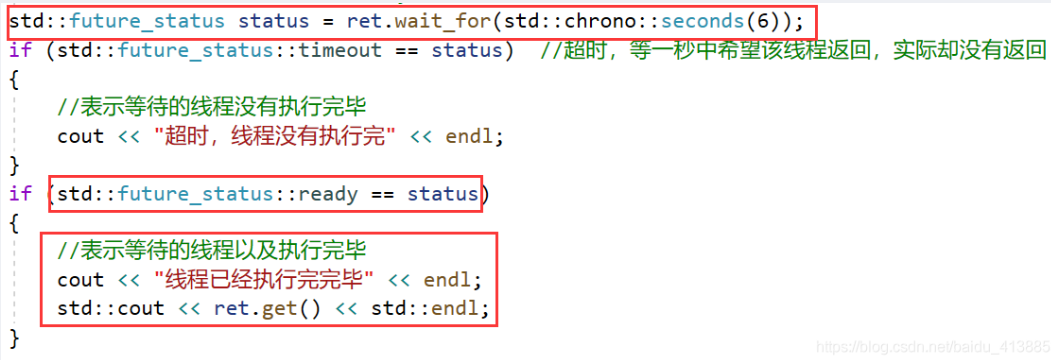 std::future_status status = ret.wait_for(std::chrono::seconds(6));
if (std::future_status::timeout == status)  //超时，等一秒中希望该线程返回，实际却没有返回
{
    //表示等待的线程没有执行完毕
    cout << "超时，线程没有执行完" << endl;
}
if (std::future_status::ready == status)
{
    //表示等待的线程以及执行完毕
    cout << "线程已经执行完完毕" << endl;
    std::cout << ret.get() << std::endl;
}
https://blog.csdn.net/baidu_413885